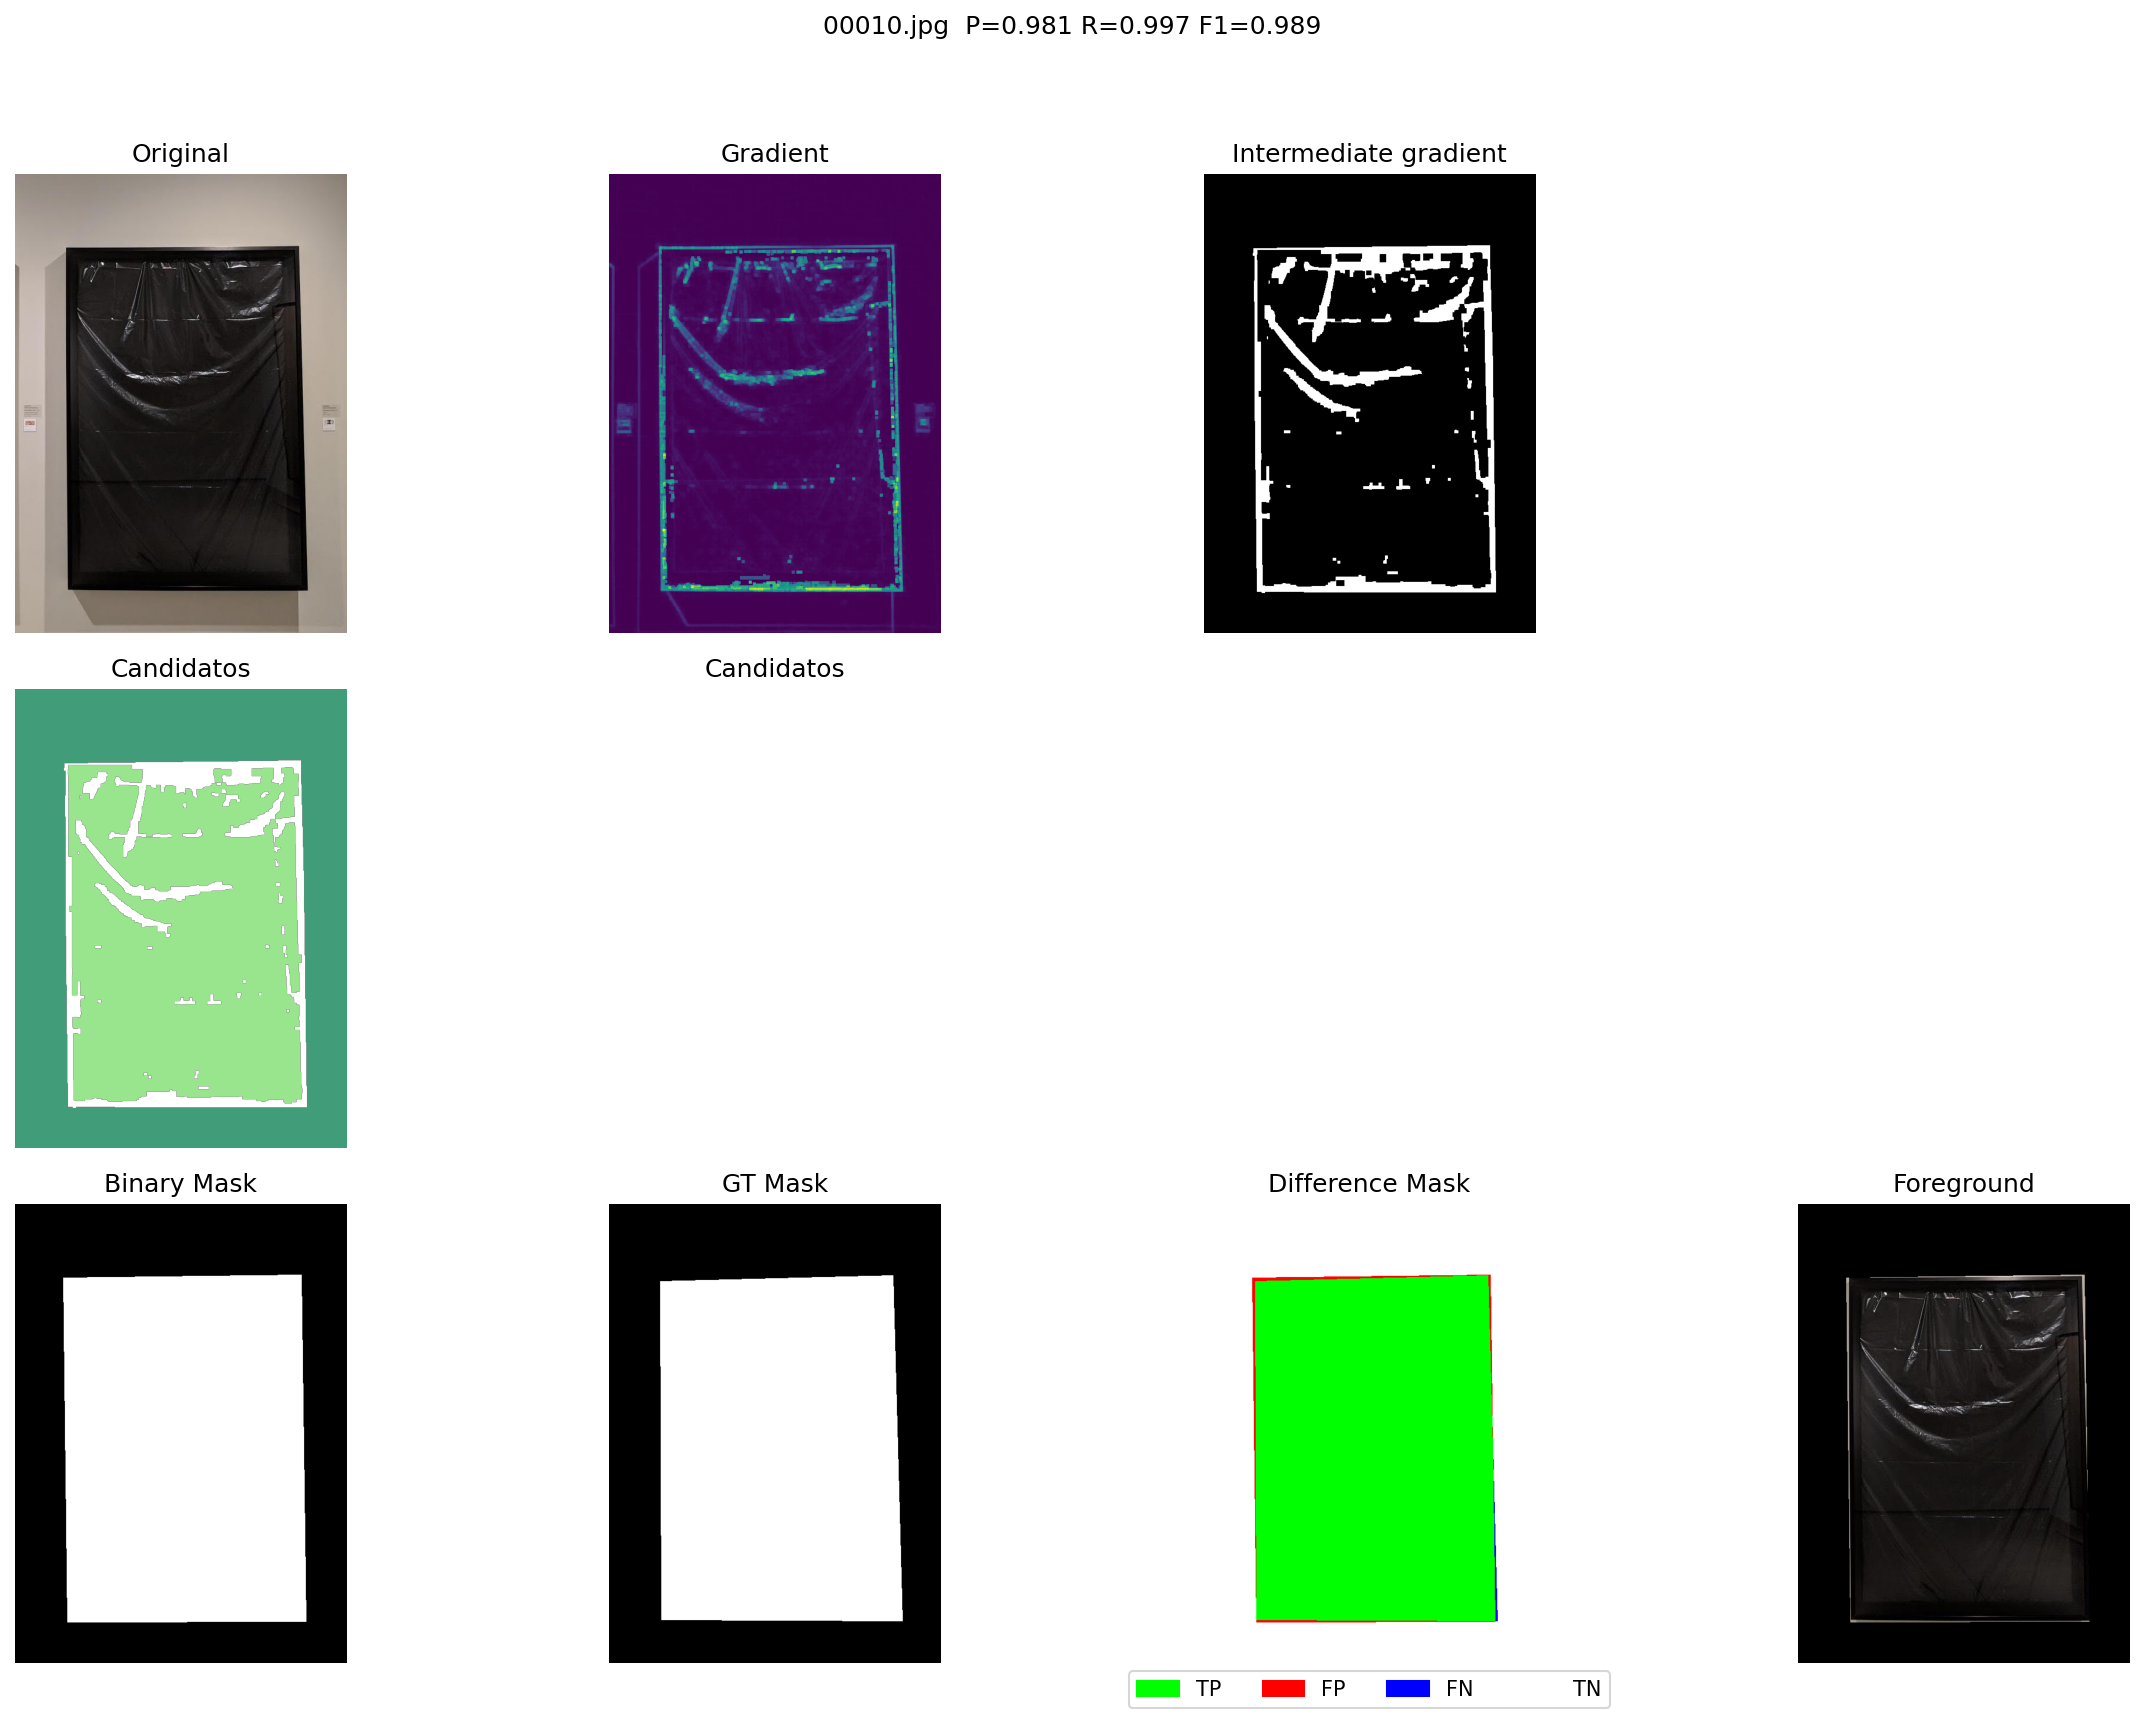 00010.jpg  P=0.981 R=0.997 F1=0.989
Original
Gradient
Intermediate gradient
Candidatos
Candidatos
Binary Mask
GT Mask
Difference Mask
Foreground
TP FP FN TN